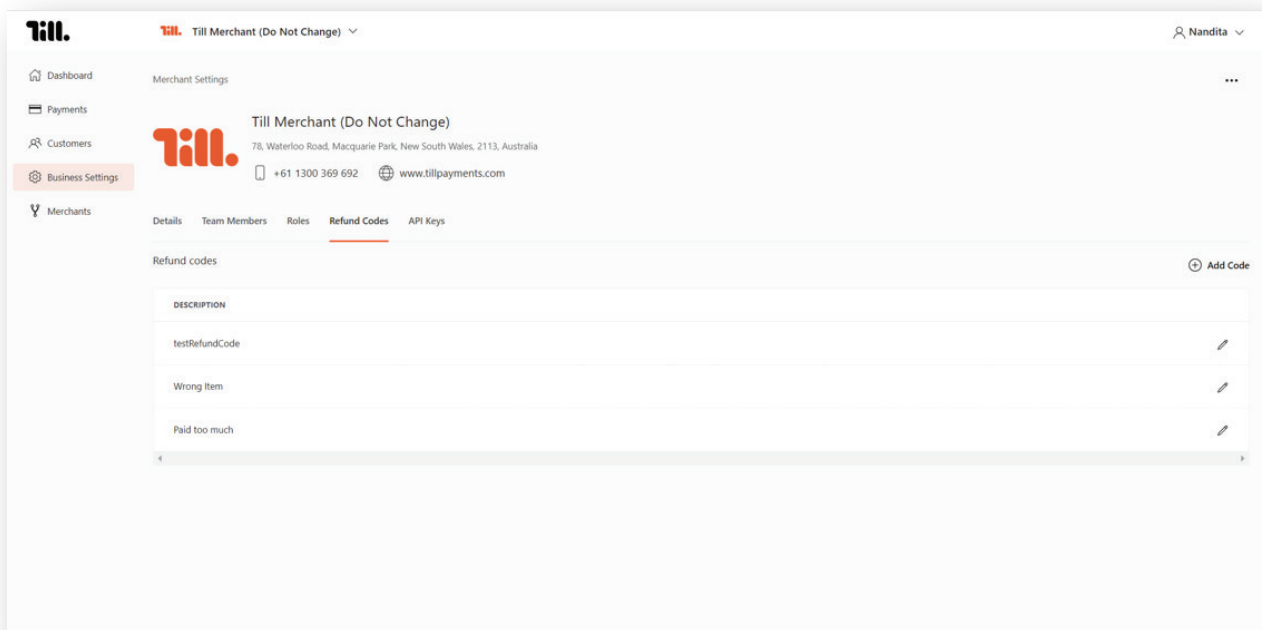 Till.
Till. Till Merchant (Do Not Change)
Nandita
Dashboard
Payments
Customers
Business Settings
Merchants
Merchant Settings
Till.
Till Merchant (Do Not Change)
78, Waterloo Road, Macquarie Park, New South Wales, 2113, Australia
+61 1300 369 692 www.tillpayments.com
Details Team Members Roles Refund Codes API Keys
Refund codes
Add Code
DESCRIPTION
testRefundCode
Wrong Item
Paid too much